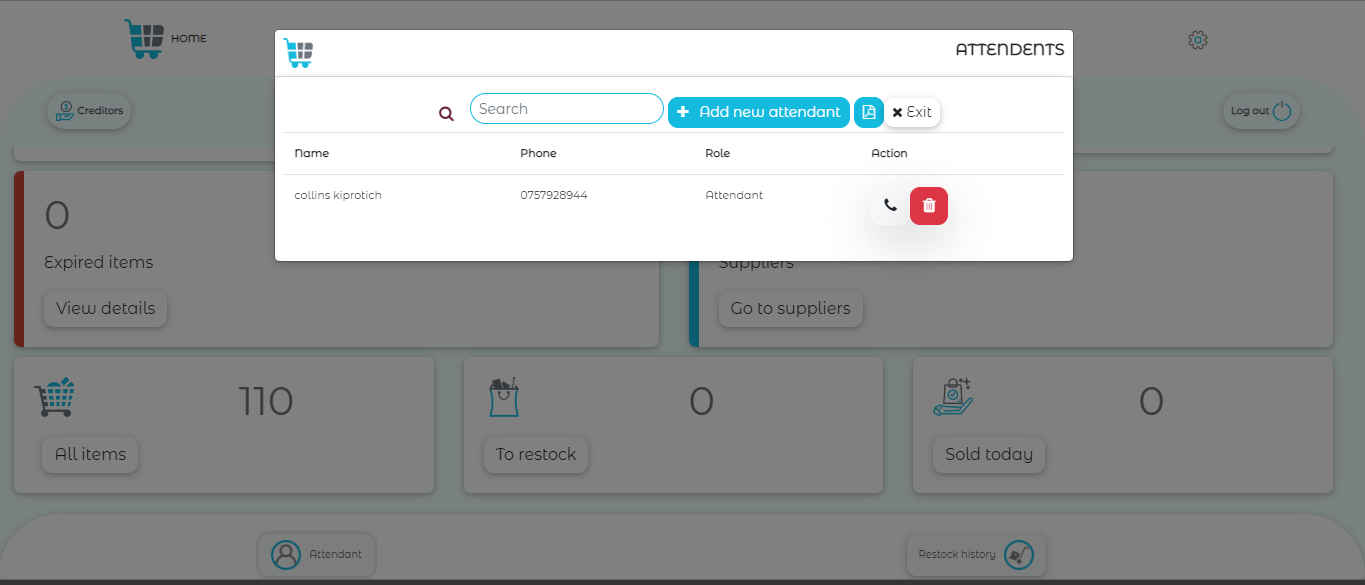 HOME
ATTENDENTS
Creditors
Search
Add new attendant
Exit
Log out
Name Phone Role Action
collins kiprotich 0757928944 Attendant
0
Expired items
Suppliers
View details
Go to suppliers
110
0
0
All items
To restock
Sold today
Attendant
Restock history